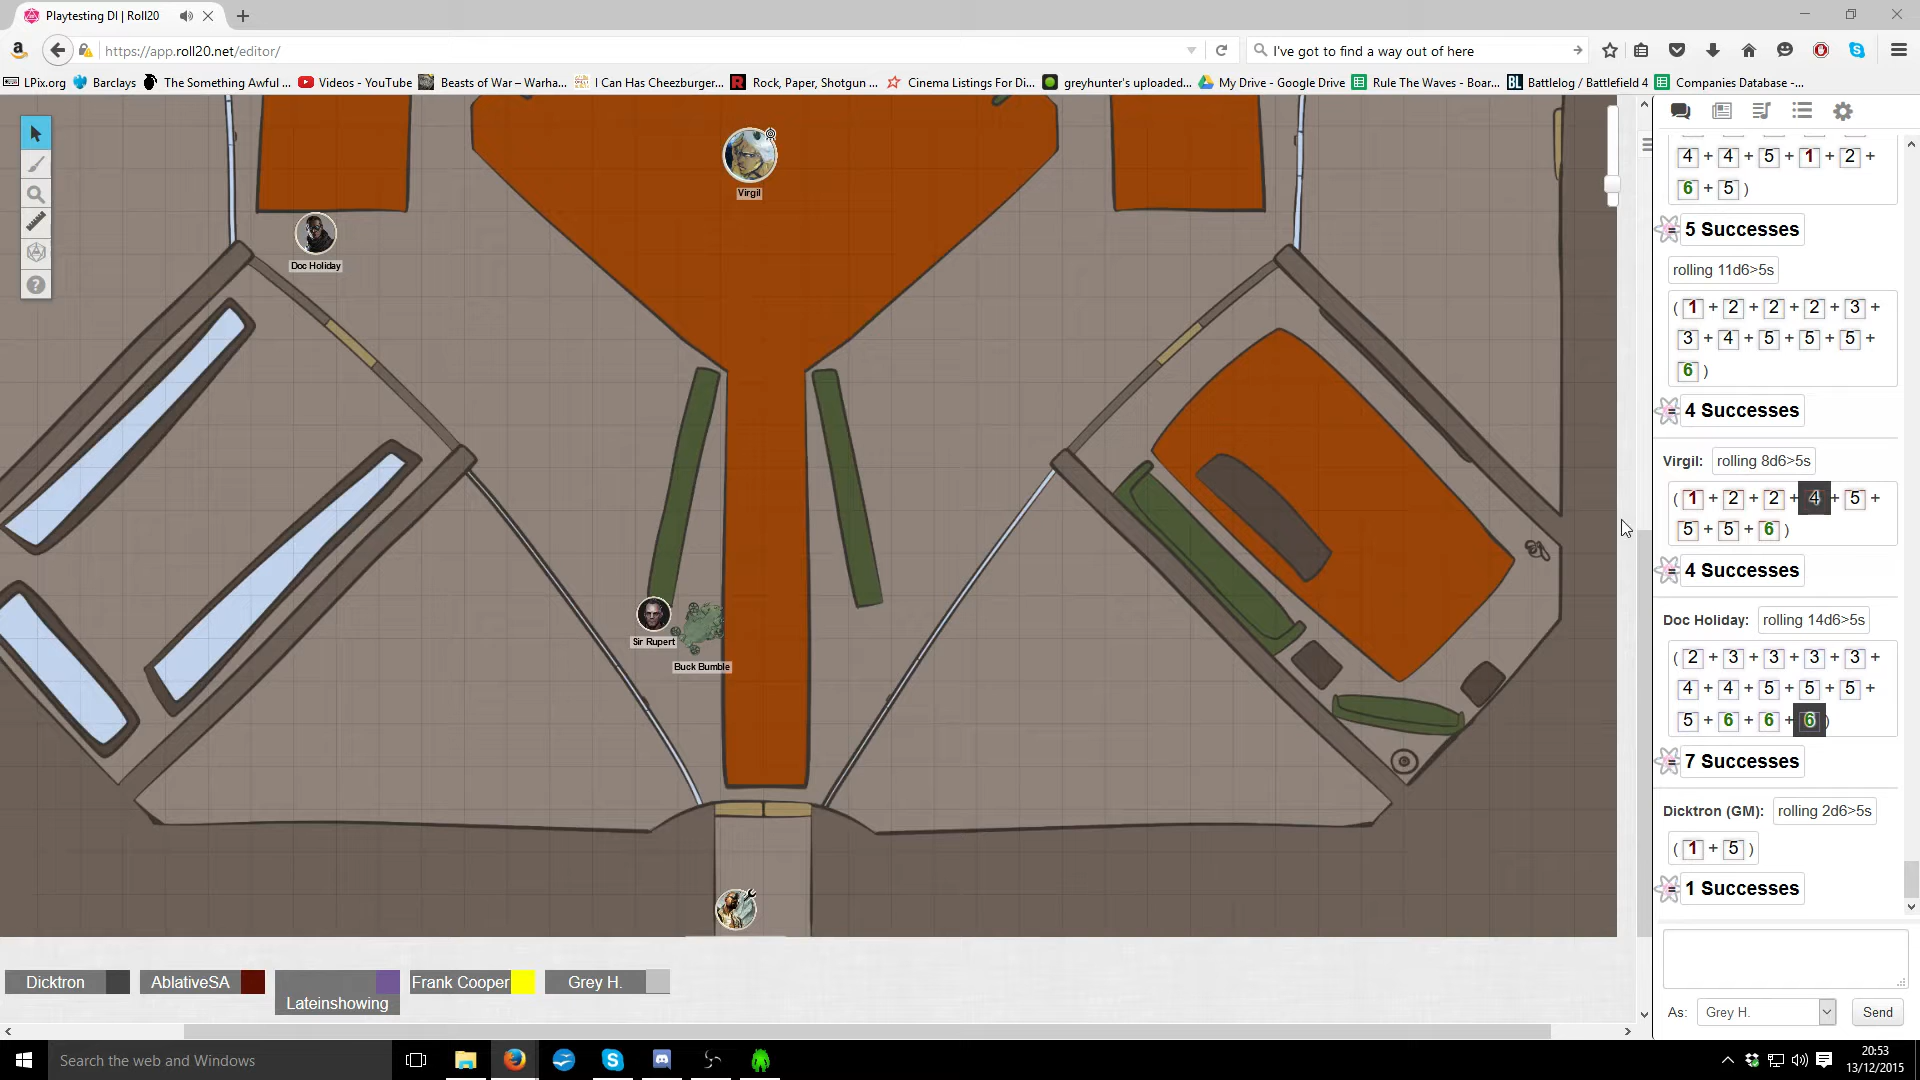 Playtesting DI | Roll20
https://app.roll20.net/editor/
I've got to find a way out of here
LPix.org
Barclays
The Something Awful ...
Videos - YouTube
Beasts of War – Warha...
I Can Has Cheezburger...
Rock, Paper, Shotgun ...
Cinema Listings For Di...
greyhunter's uploaded...
My Drive - Google Drive
Rule The Waves - Boar...
Battlelog / Battlefield 4
Companies Database -...
Virgil
Doc Holiday
Sir Rupert
Buck Bumble
4 + 4 + 5 + 1 + 2 +
6 + 5 )
= 5 Successes
rolling 11d6>5s
( 1 + 2 + 2 + 2 + 3 +
3 + 4 + 5 + 5 + 5 +
6 )
= 4 Successes
Virgil: rolling 8d6>5s
( 1 + 2 + 2 + 4 + 5 +
5 + 5 + 6 )
= 4 Successes
Doc Holiday: rolling 14d6>5s
( 2 + 3 + 3 + 3 + 3 +
4 + 4 + 5 + 5 + 5 +
5 + 6 + 6 + 6 )
= 7 Successes
Dicktron (GM): rolling 2d6>5s
( 1 + 5 )
= 1 Successes
As: Grey H.
Send
Dicktron
AblativeSA
Lateinshowing
Frank Cooper
Grey H.
Search the web and Windows
20:53
13/12/2015